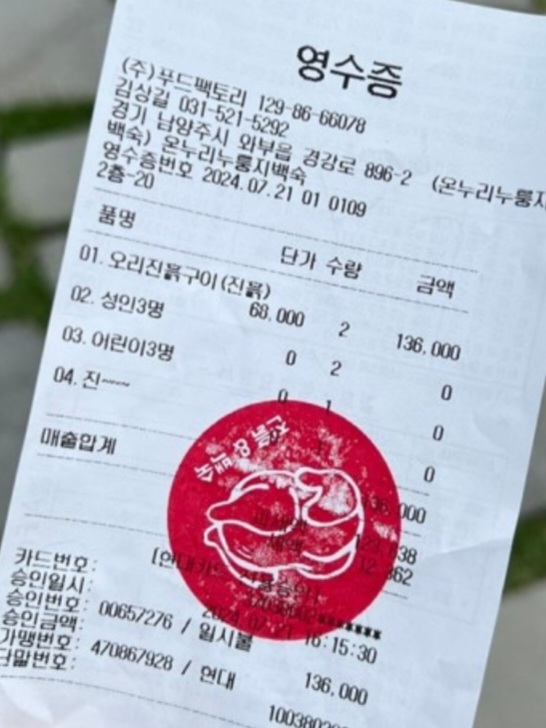 영수증
(주)푸드팩토리 129-86-66078
김상길 031-521-5292
경기 남양주시 와부읍 경강로 896-2 (온누리누룽지
백숙) 온누리누룽지백숙
영수증번호 2024.07.21 01 0109
2층-20
품명 단가 수량 금액
01. 오리진흙구이(진흙)
68,000 2 136,000
02. 성인3명
0 2 0
03. 어린이3명
0 1 0
04. 진~~~~
0
매출합계
카드번호: [현대카드
승인일시: 16:15:30
승인번호: 00657276 / 일시불
승인금액: 136,000
가맹번호: 470867928 / 현대
단말번호: